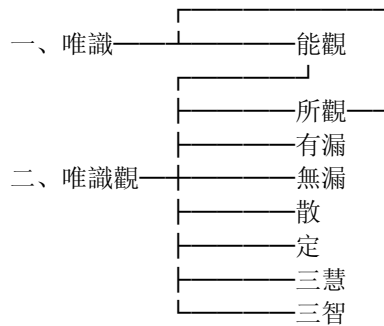 一、唯識
能觀
所觀
有漏
二、唯識觀
無漏
散
定
三慧
三智